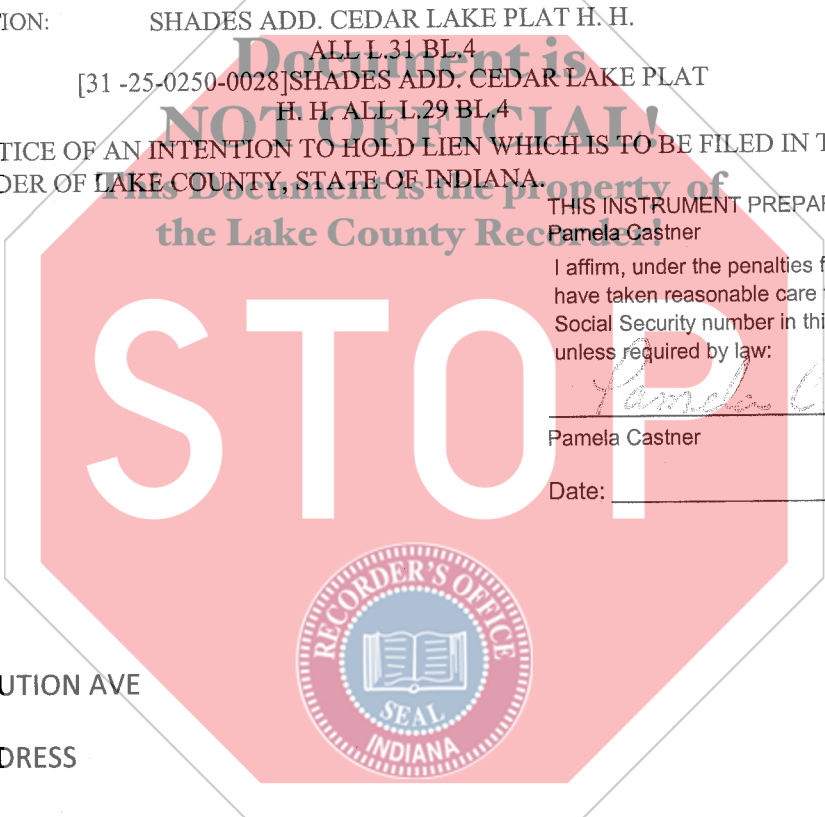 TION: SHADES ADD. CEDAR LAKE PLAT H. H.
Document is
ALL L.31 BL.4
[31 -25-0250-0028]SHADES ADD. CEDAR LAKE PLAT
H. H. ALL L.29 BL.4
NOT OFFICIAL!
TICE OF AN INTENTION TO HOLD LIEN WHICH IS TO BE FILED IN T
DER OF LAKE COUNTY, STATE OF INDIANA.
This Document is the property of
the Lake County Recorder!
THIS INSTRUMENT PREPAR
Pamela Castner
I affirm, under the penalties f
have taken reasonable care
Social Security number in thi
unless required by law:
Pamela C
Pamela Castner
Date:
STOP
RECORDER'S OFFICE
SEAL
INDIANA
UTION AVE
DRESS